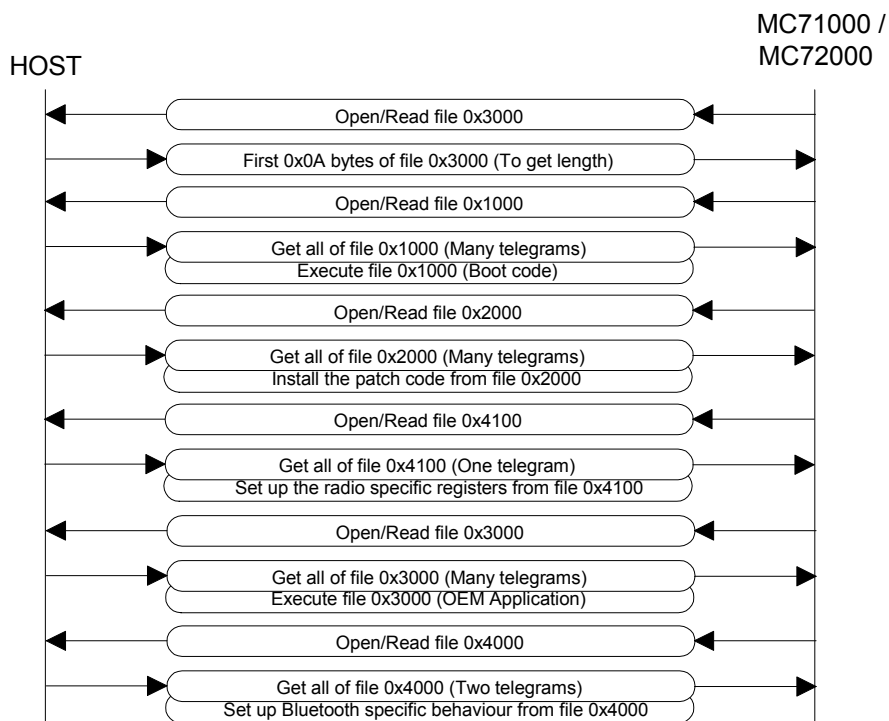 MC71000 /
MC72000
HOST
Open/Read file 0x3000
First 0x0A bytes of file 0x3000 (To get length)
Open/Read file 0x1000
Get all of file 0x1000 (Many telegrams)
Execute file 0x1000 (Boot code)
Open/Read file 0x2000
Get all of file 0x2000 (Many telegrams)
Install the patch code from file 0x2000
Open/Read file 0x4100
Get all of file 0x4100 (One telegram)
Set up the radio specific registers from file 0x4100
Open/Read file 0x3000
Get all of file 0x3000 (Many telegrams)
Execute file 0x3000 (OEM Application)
Open/Read file 0x4000
Get all of file 0x4000 (Two telegrams)
Set up Bluetooth specific behaviour from file 0x4000